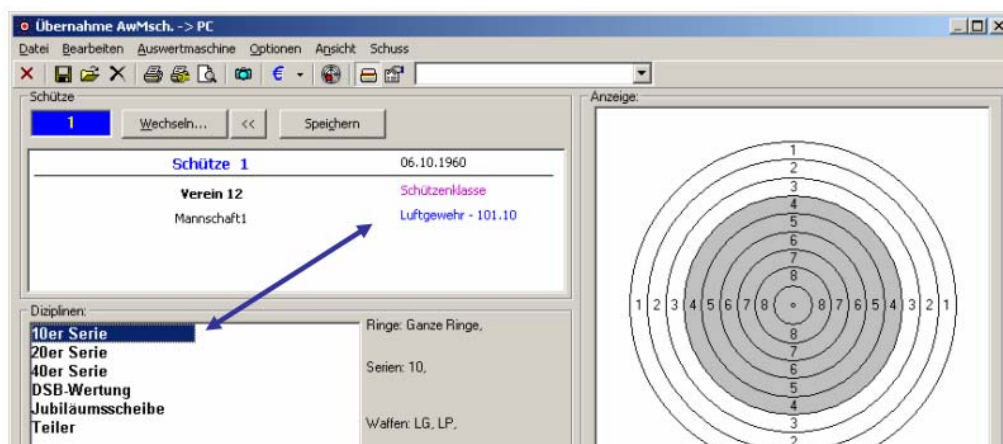 Übernahme AwMsch. -> PC
Datei Bearbeiten Auswertmaschine Optionen Ansicht Schuss
€
Schütze
1 Wechseln... << Speichern
Schütze 1 06.10.1960
Verein 12 Schützenklasse
Mannschaft1 Luftgewehr - 101.10
Diziplinen:
10er Serie
20er Serie
40er Serie
DSB-Wertung
Jubiläumsscheibe
Teiler
Ringe: Ganze Ringe,
Serien: 10,
Waffen: LG, LP,
Anzeige:
1
2
3
4
5
6
7
8
1 2 3 4 5 6 7 8 8 7 6 5 4 3 2 1
8
7
6
5
4
3
2